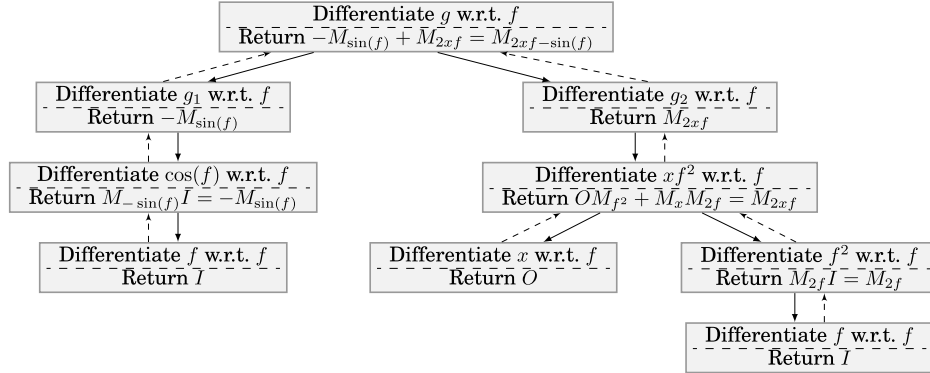 Differentiate $g$ w.r.t. $f$
Return $-M_{\sin(f)} + M_{2xf} = M_{2xf-\sin(f)}$
Differentiate $g_1$ w.r.t. $f$
Return $-M_{\sin(f)}$
Differentiate $g_2$ w.r.t. $f$
Return $M_{2xf}$
Differentiate $\cos(f)$ w.r.t. $f$
Return $M_{-\sin(f)}I = -M_{\sin(f)}$
Differentiate $xf^2$ w.r.t. $f$
Return $OM_{f^2} + M_xM_{2f} = M_{2xf}$
Differentiate $f$ w.r.t. $f$
Return $I$
Differentiate $x$ w.r.t. $f$
Return $O$
Differentiate $f^2$ w.r.t. $f$
Return $M_{2f}I = M_{2f}$
Differentiate $f$ w.r.t. $f$
Return $I$